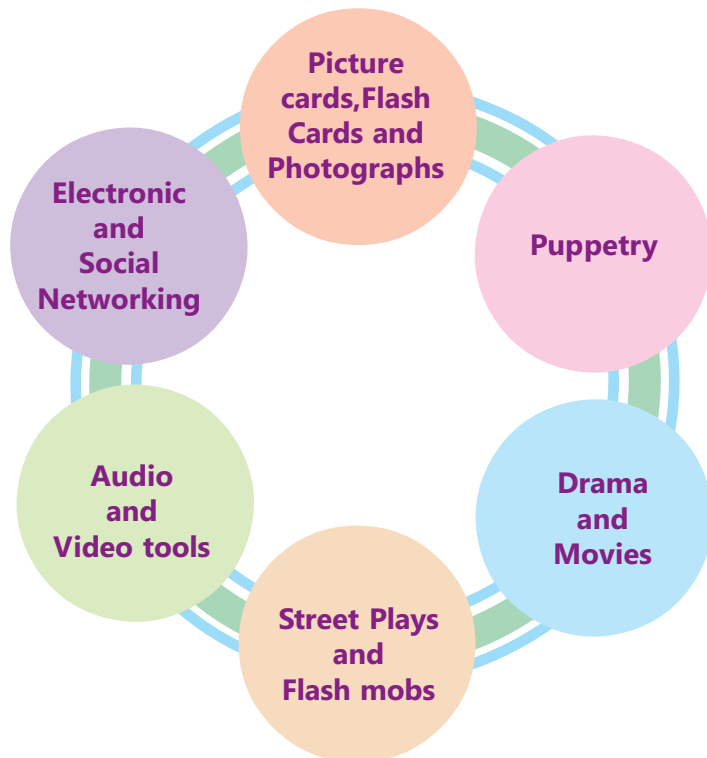 Picture
cards,Flash
Cards and
Photographs
Puppetry
Drama
and
Movies
Street Plays
and
Flash mobs
Audio
and
Video tools
Electronic
and
Social
Networking